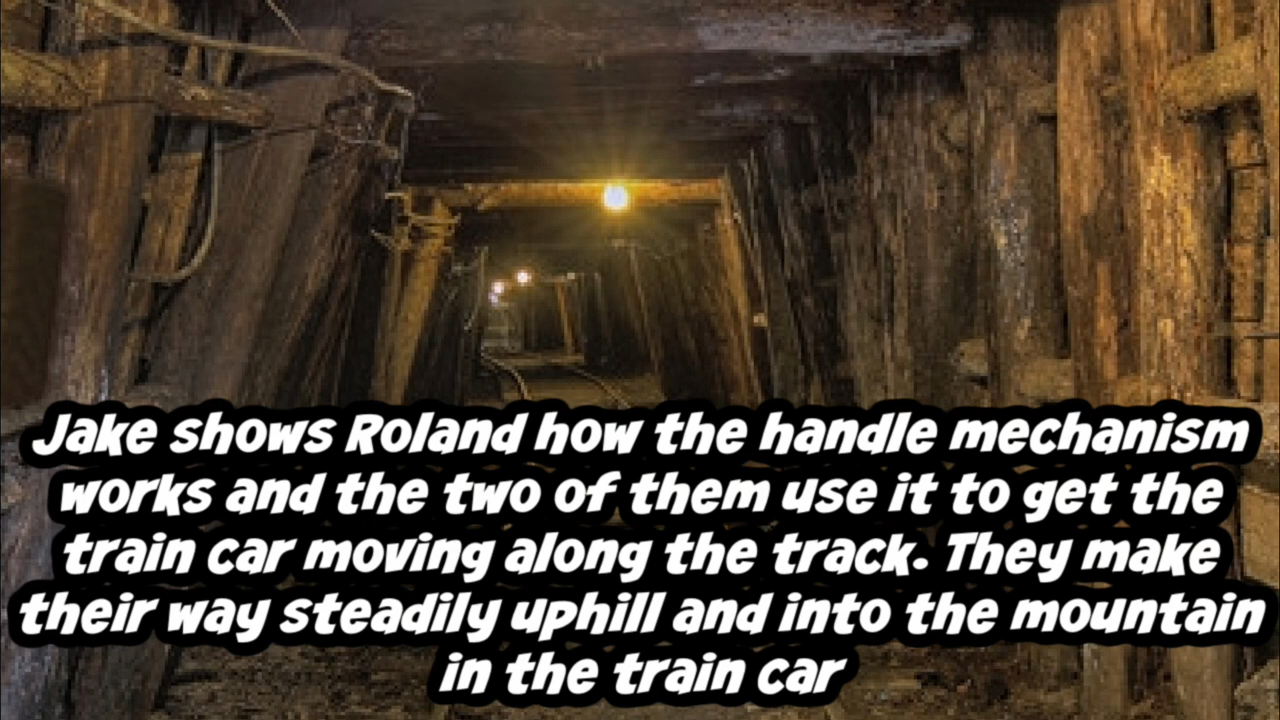 Jake shows Roland how the handle mechanism
works and the two of them use it to get the
train car moving along the track. They make
their way steadily uphill and into the mountain
in the train car